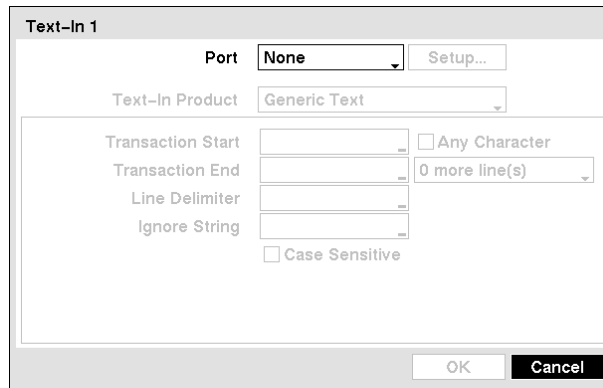 Text-In 1
Port None Setup...
Text-In Product Generic Text
Transaction Start Any Character
Transaction End 0 more line(s)
Line Delimiter
Ignore String
Case Sensitive
OK Cancel